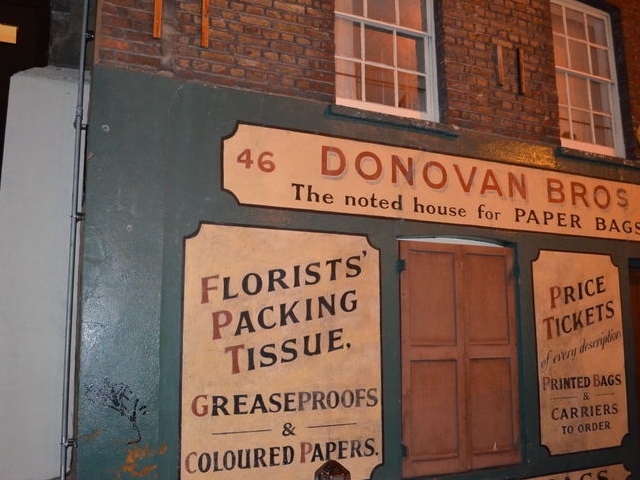 46 DONOVAN BROS
The noted house for PAPER BAGS
FLORISTS'
PACKING
TISSUE,
GREASEPROOFS
&
COLOURED PAPERS.
PRICE
TICKETS
of every description
PRINTED BAGS
&
CARRIERS
TO ORDER
BAGS